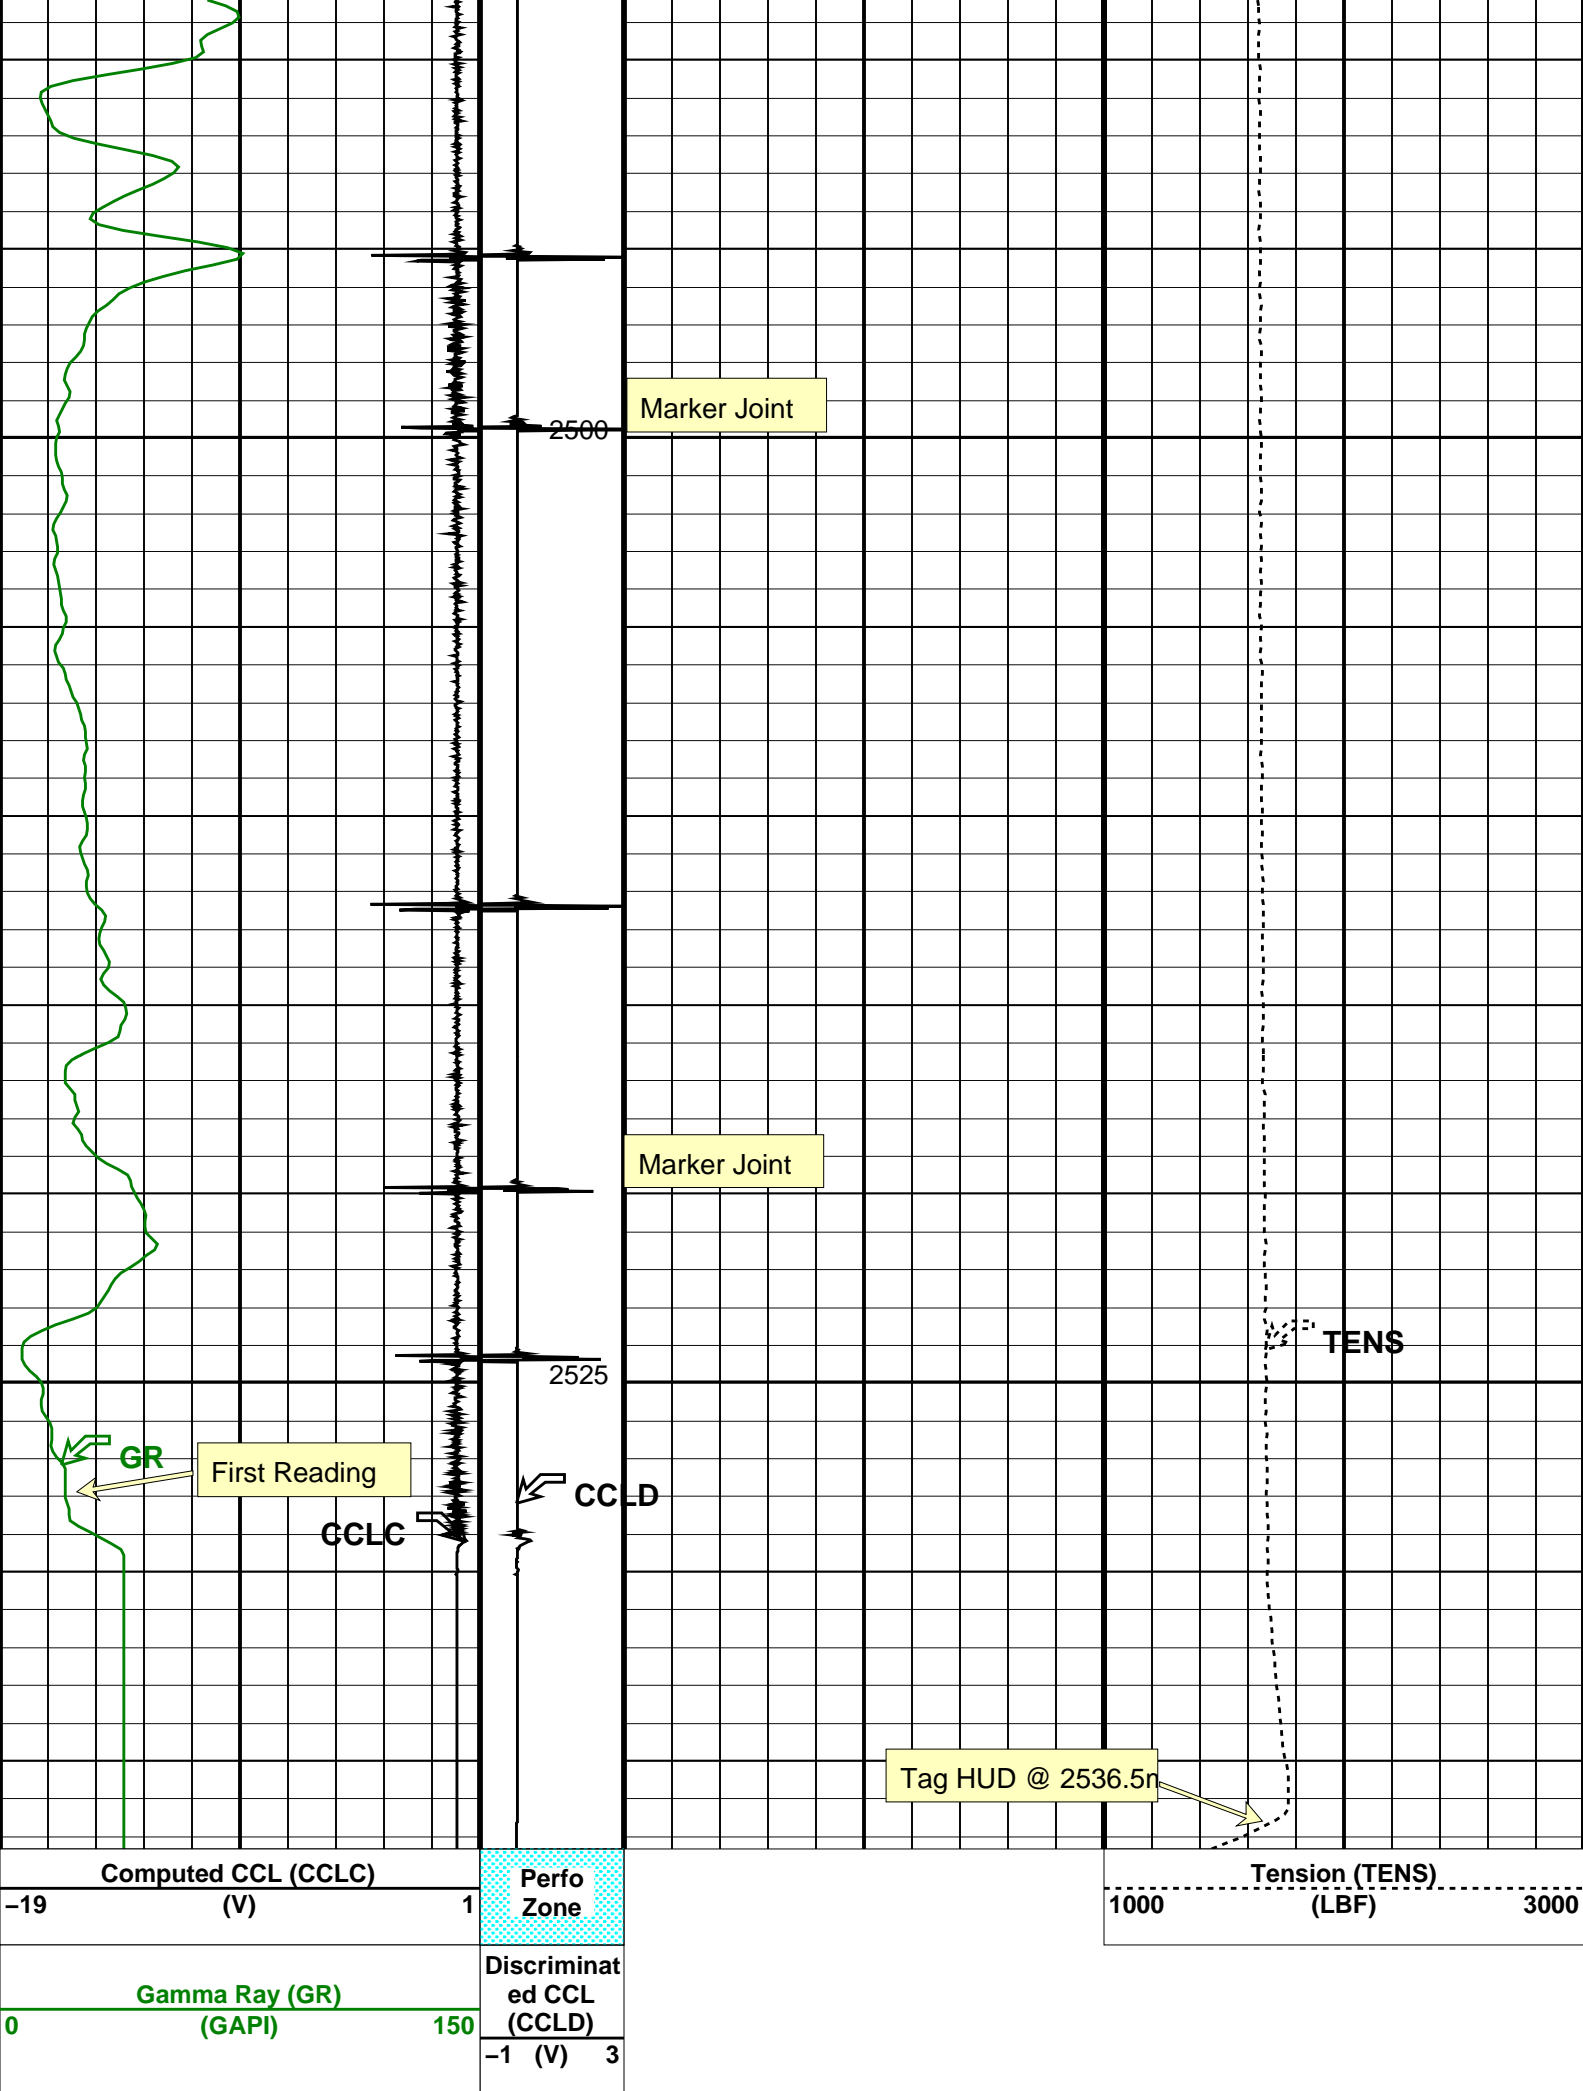 Marker Joint
2500
Marker Joint
TENS
2525
GR
First Reading
CCLD
CCLC
Tag HUD @ 2536.5m
Computed CCL (CCLC)
−19 (V) 1
Perfo
Zone
Tension (TENS)
1000 (LBF) 3000
Gamma Ray (GR)
0 (GAPI) 150
Discriminat
ed CCL
(CCLD)
−1 (V) 3